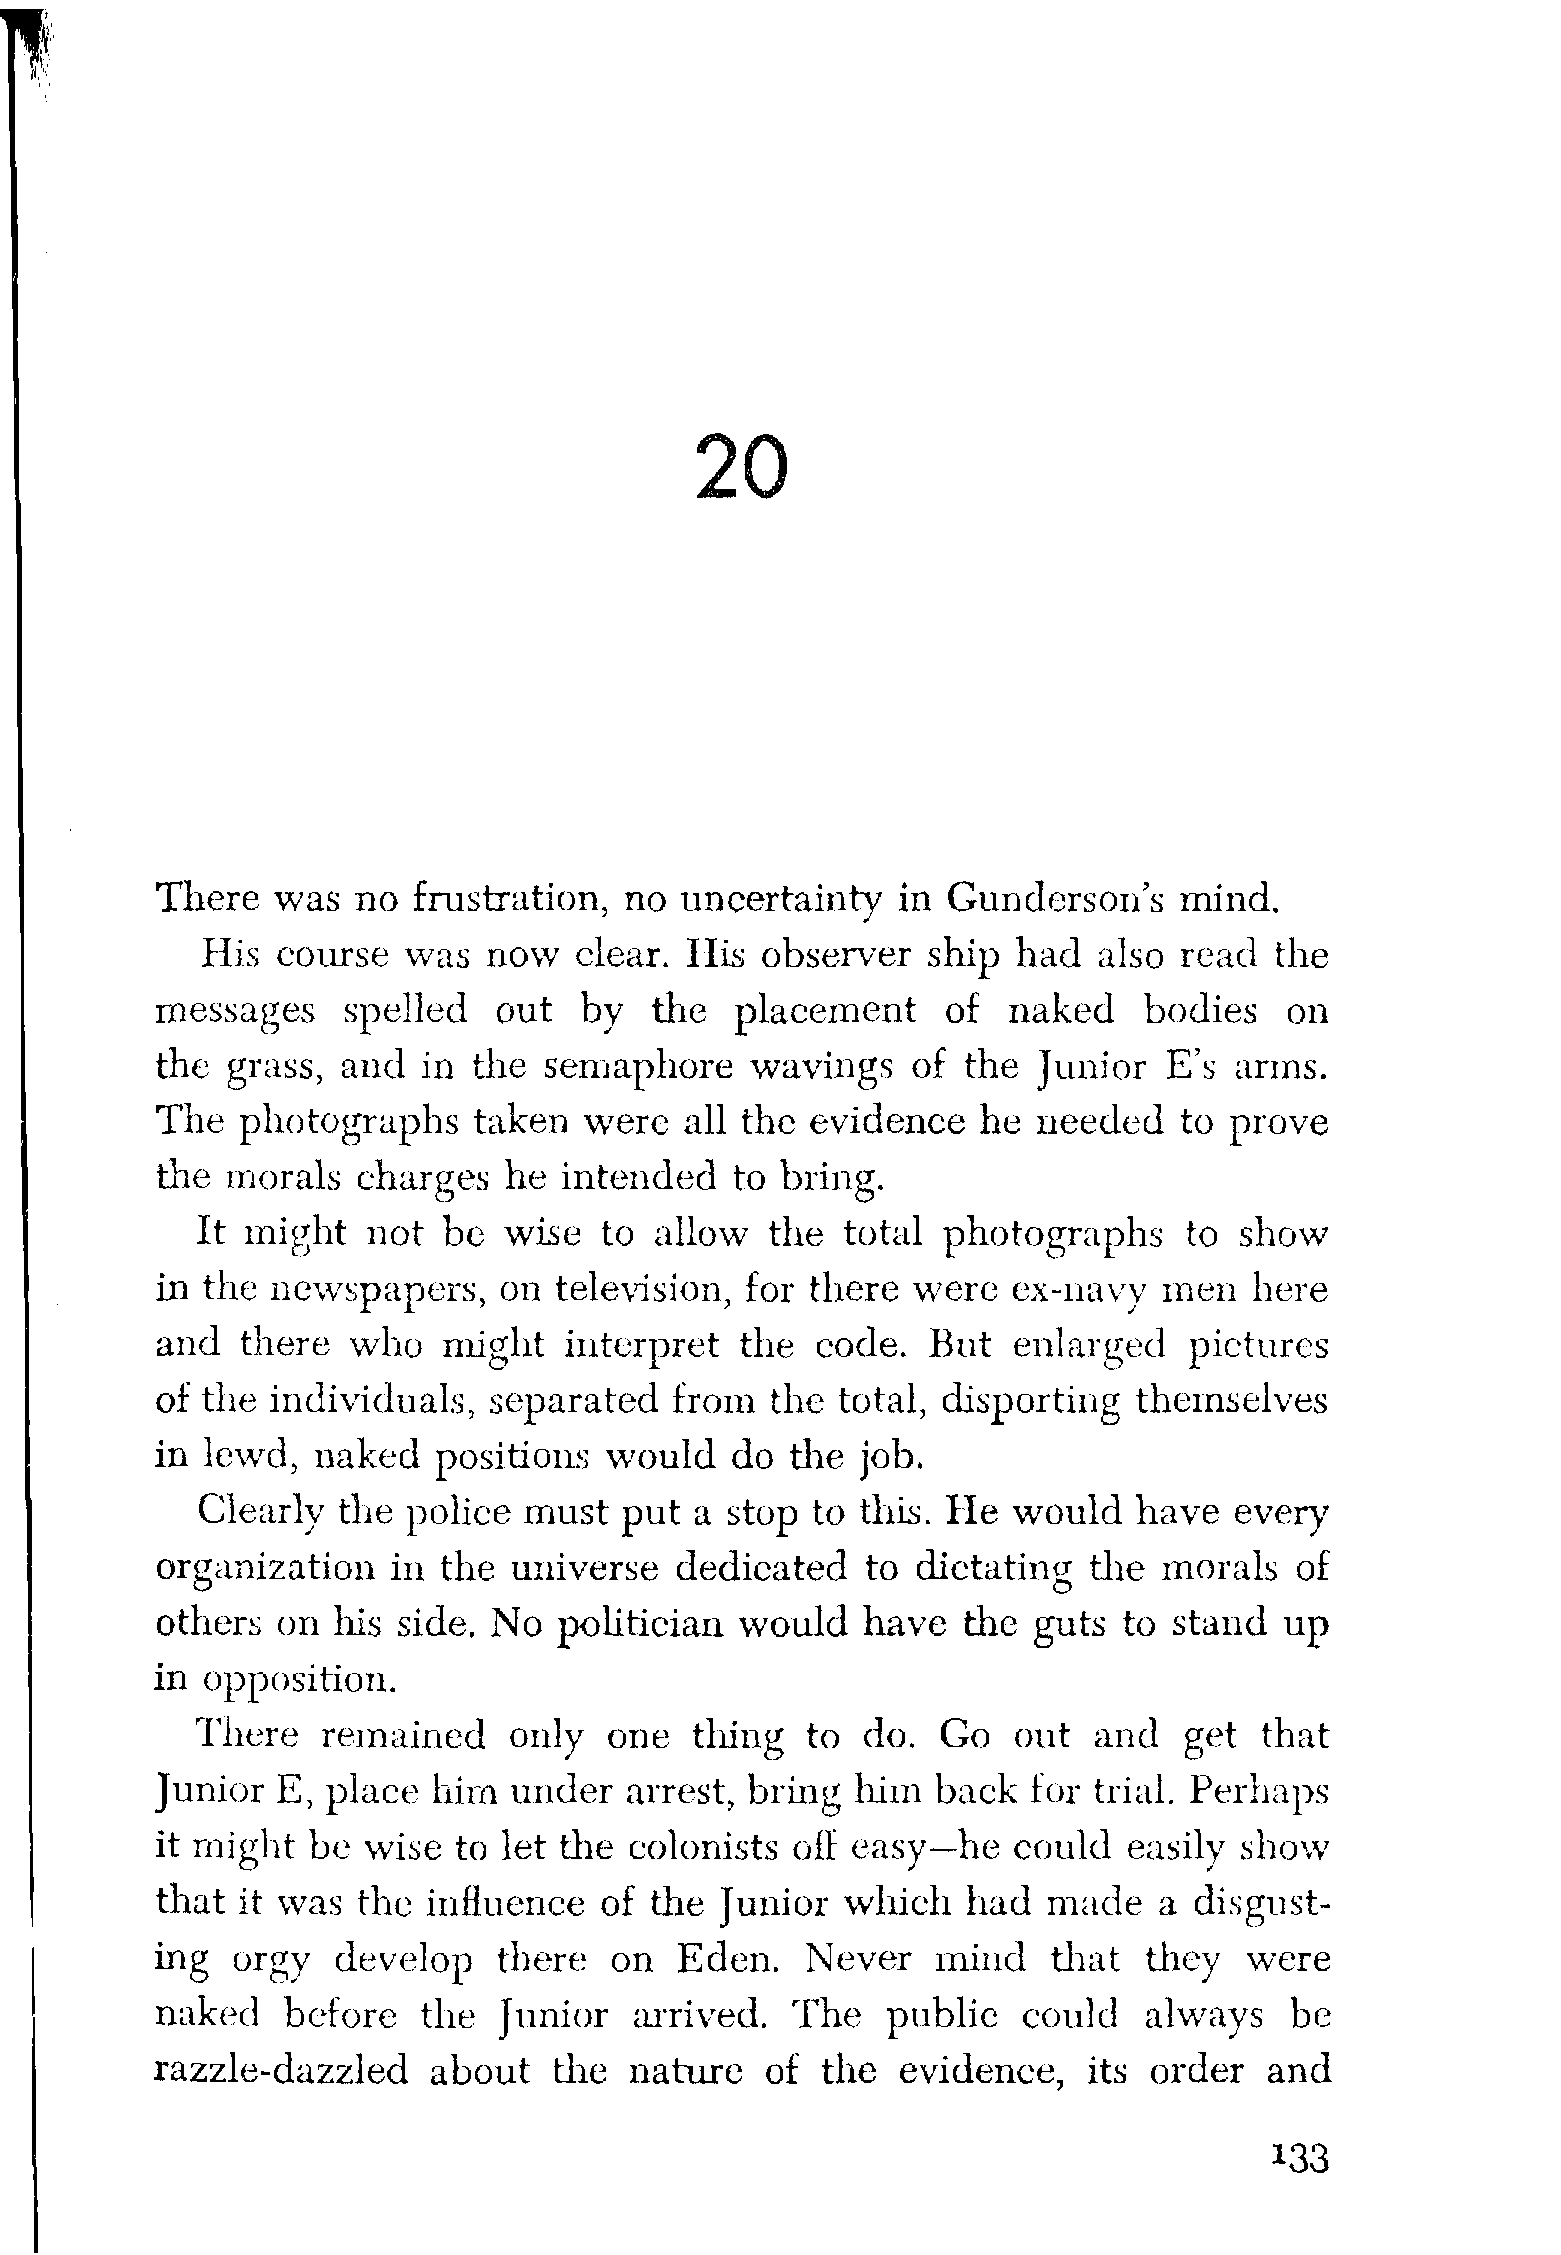 20
There was no frustration, no uncertainty in Gunderson's mind.
His course was now clear. His observer ship had also read the
messages spelled out by the placement of naked bodies on
the grass, and in the semaphore wavings of the Junior E's arms.
The photographs taken were all the evidence he needed to prove
the morals charges he intended to bring.
It might not be wise to allow the total photographs to show
in the newspapers, on television, for there were ex-navy men here
and there who might interpret the code. But enlarged pictures
of the individuals, separated from the total, disporting themselves
in lewd, naked positions would do the job.
Clearly the police must put a stop to this. He would have every
organization in the universe dedicated to dictating the morals of
others on his side. No politician would have the guts to stand up
in opposition.
There remained only one thing to do. Go out and get that
Junior E, place him under arrest, bring him back for trial. Perhaps
it might be wise to let the colonists off easy—he could easily show
that it was the influence of the Junior which had made a disgust-
ing orgy develop there on Eden. Never mind that they were
naked before the Junior arrived. The public could always be
razzle-dazzled about the nature of the evidence, its order and
133